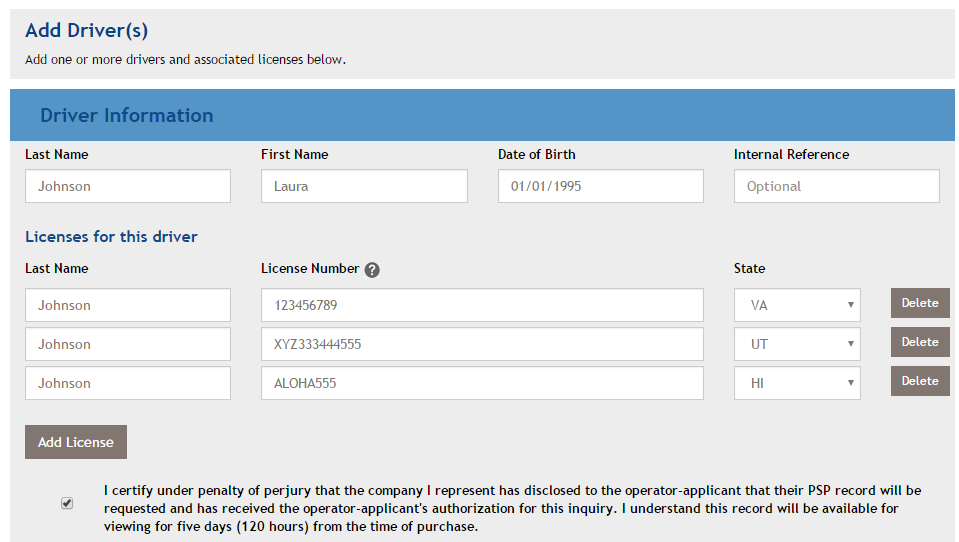 Add Driver(s)
Add one or more drivers and associated licenses below.
Driver Information
Last Name First Name Date of Birth Internal Reference
Johnson Laura 01/01/1995 Optional
Licenses for this driver
Last Name License Number ? State
Johnson 123456789 VA Delete
Johnson XYZ333444555 UT Delete
Johnson ALOHA555 HI Delete
Add License
I certify under penalty of perjury that the company I represent has disclosed to the operator-applicant that their PSP record will be
requested and has received the operator-applicant's authorization for this inquiry. I understand this record will be available for
viewing for five days (120 hours) from the time of purchase.